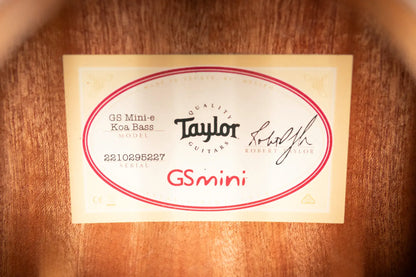 GS Mini-e
Koa Bass
MODEL
2210295227
SERIAL
QUALITY
Taylor
GUITARS
ROBERT TAYLOR
GSmini